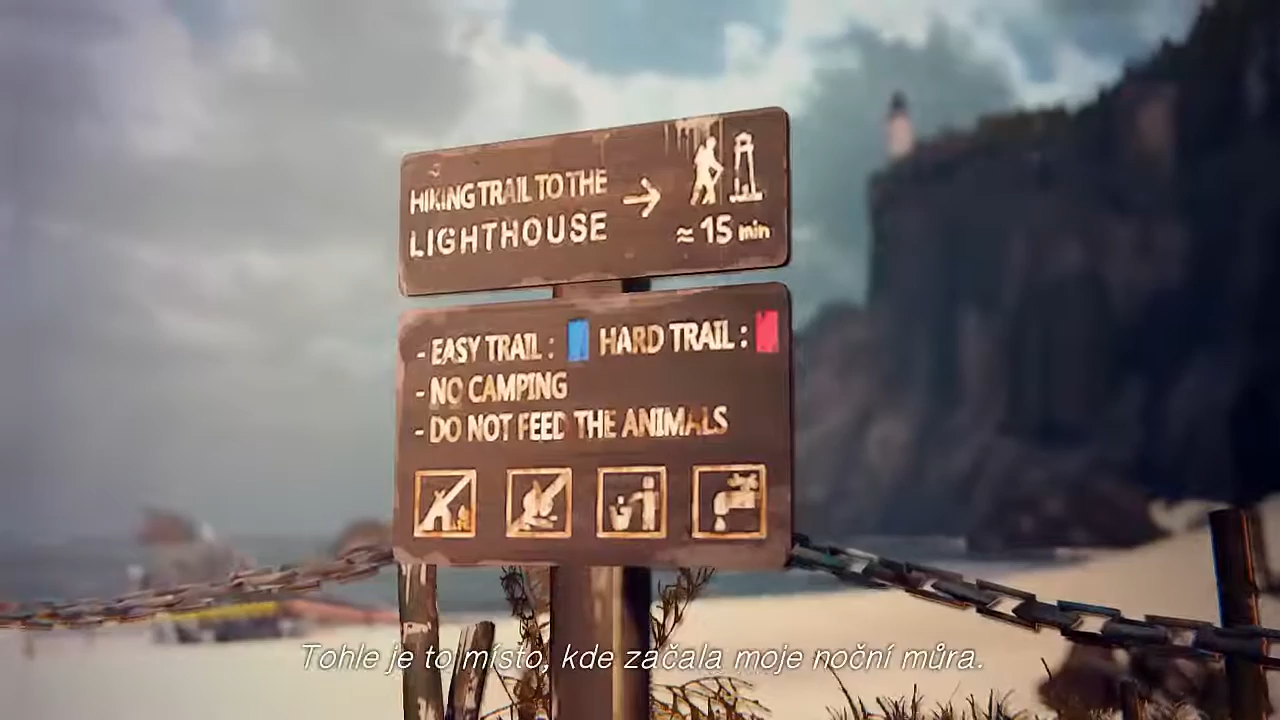 HIKING TRAIL TO THE
LIGHTHOUSE → ≈ 15 min
- EASY TRAIL : HARD TRAIL :
- NO CAMPING
- DO NOT FEED THE ANIMALS
Tohle je to místo, kde začala moje noční můra.